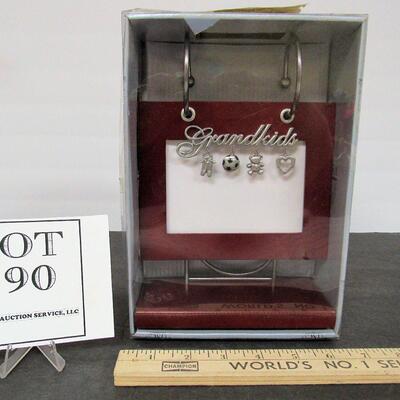 Grandkids
OT
90
AUCTION SERVICE, LLC
CHAMPION
WORLD'S NO. 1 SE